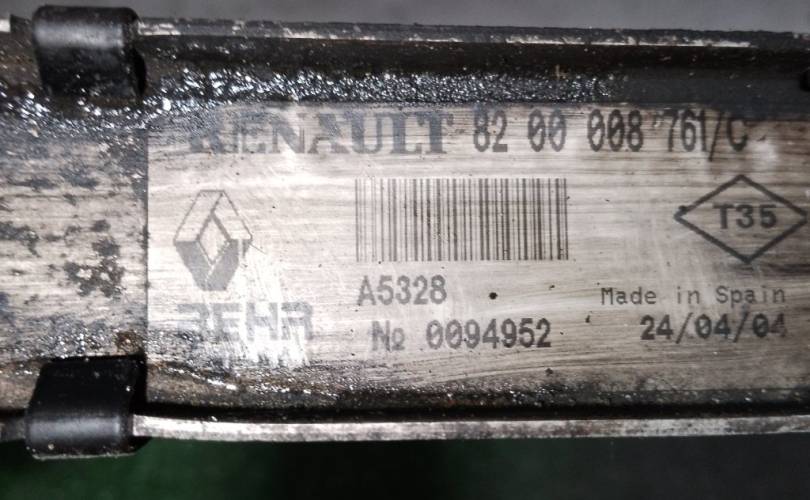 RENAULT 82 00 008 761/C
T35
A5328
Made in Spain
BEHR
№ 0094952
24/04/04